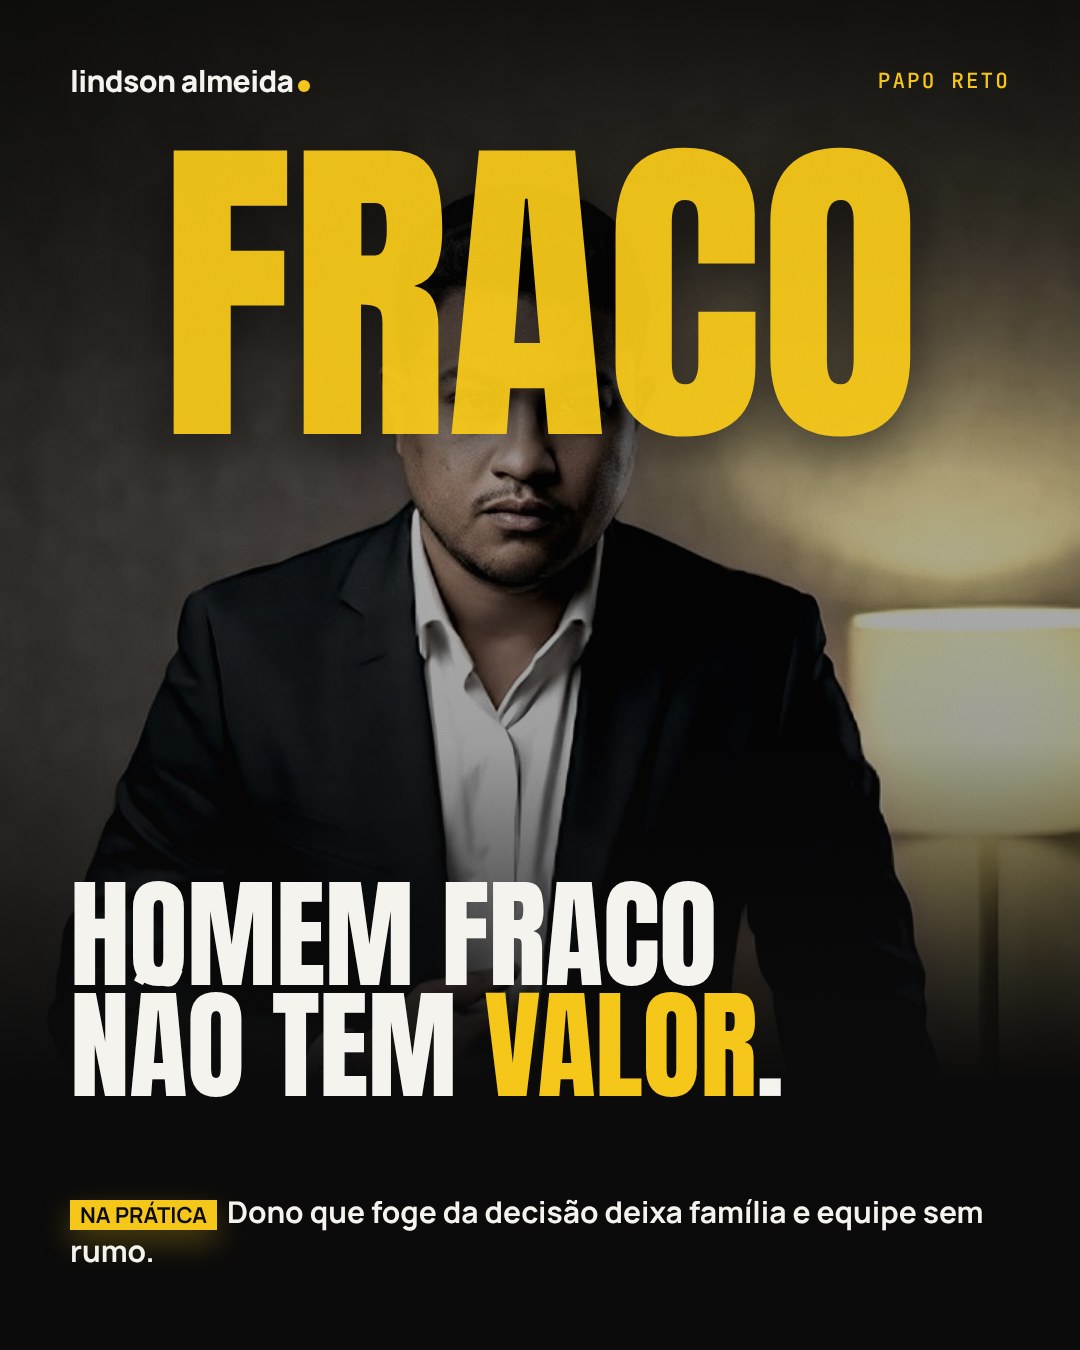 lindson almeida
PAPO RETO
FRACO
HOMEM FRACO
NÃO TEM VALOR.
NA PRÁTICA Dono que foge da decisão deixa família e equipe sem
rumo.